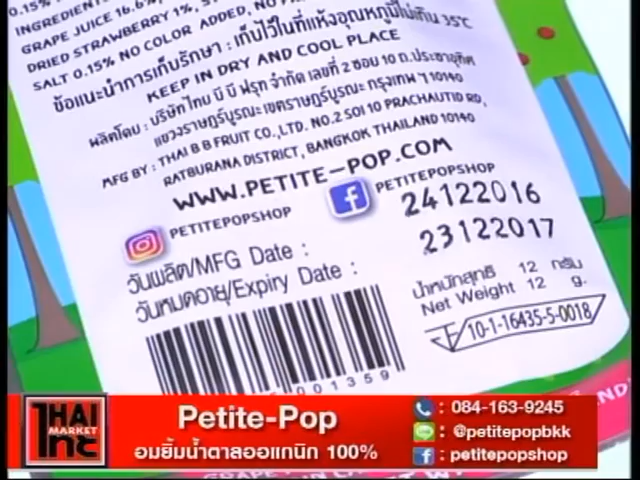 0.15%
INGREDIENTS
GRAPE JUICE 16.6%,
DRIED STRAWBERRY 1%,
SALT 0.15% NO COLOR ADDED, NO
ข้อแนะนำการเก็บรักษา : เก็บไว้ในที่แห้งอุณหภูมิไม่เกิน 35°C
KEEP IN DRY AND COOL PLACE
ผลิตโดย : บริษัทไทย บี บี ฟรุท จำกัด เลขที่ 2 ซอย 10 ถ.ประชาอุทิศ
แขวงราษฎร์บูรณะ เขตราษฎร์บูรณะ กรุงเทพ ฯ 10140
MFG BY : THAI B B FRUIT CO.,LTD. NO.2 SOI 10 PRACHAUTID RD,
RATBURANA DISTRICT, BANGKOK THAILAND 10140
WWW.PETITE-POP.COM
PETITEPOPSHOP
PETITEPOPSHOP
24122016
23122017
วันผลิต/MFG Date :
วันหมดอายุ/Expiry Date :
น้ำหนักสุทธิ 12 กรัม
Net Weight 12 g.
10-1-16435-5-0018
001359
THAI
MARKET
ไทย
Petite-Pop
อมยิ้มน้ำตาลออแกนิก 100%
: 084-163-9245
: @petitepopbkk
: petitepopshop